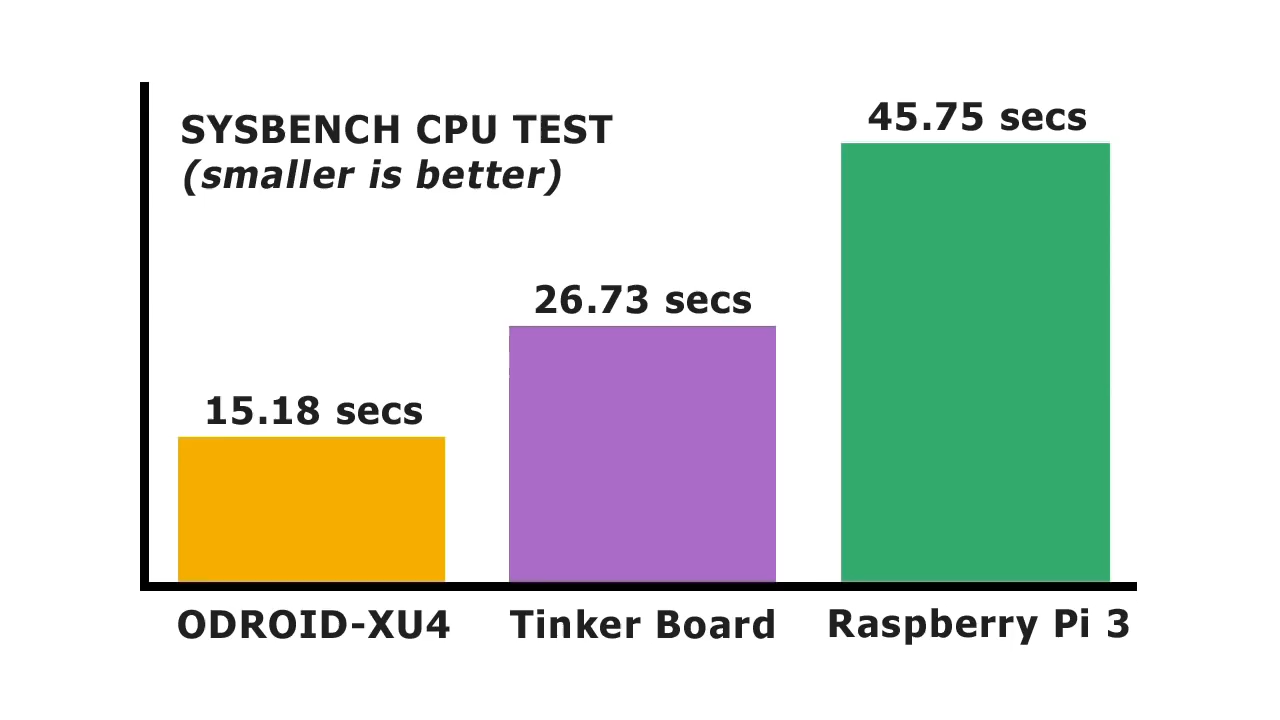 SYSBENCH CPU TEST
(smaller is better)
45.75 secs
26.73 secs
15.18 secs
ODROID-XU4
Tinker Board
Raspberry Pi 3